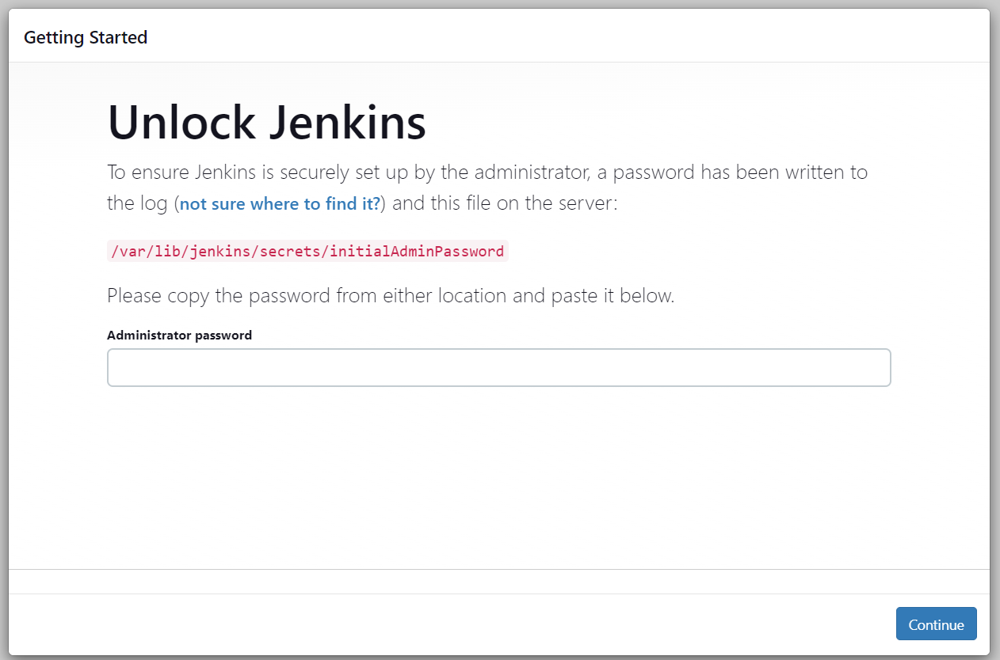 Getting Started
Unlock Jenkins
To ensure Jenkins is securely set up by the administrator, a password has been written to
the log (not sure where to find it?) and this file on the server:
/var/lib/jenkins/secrets/initialAdminPassword
Please copy the password from either location and paste it below.
Administrator password
Continue